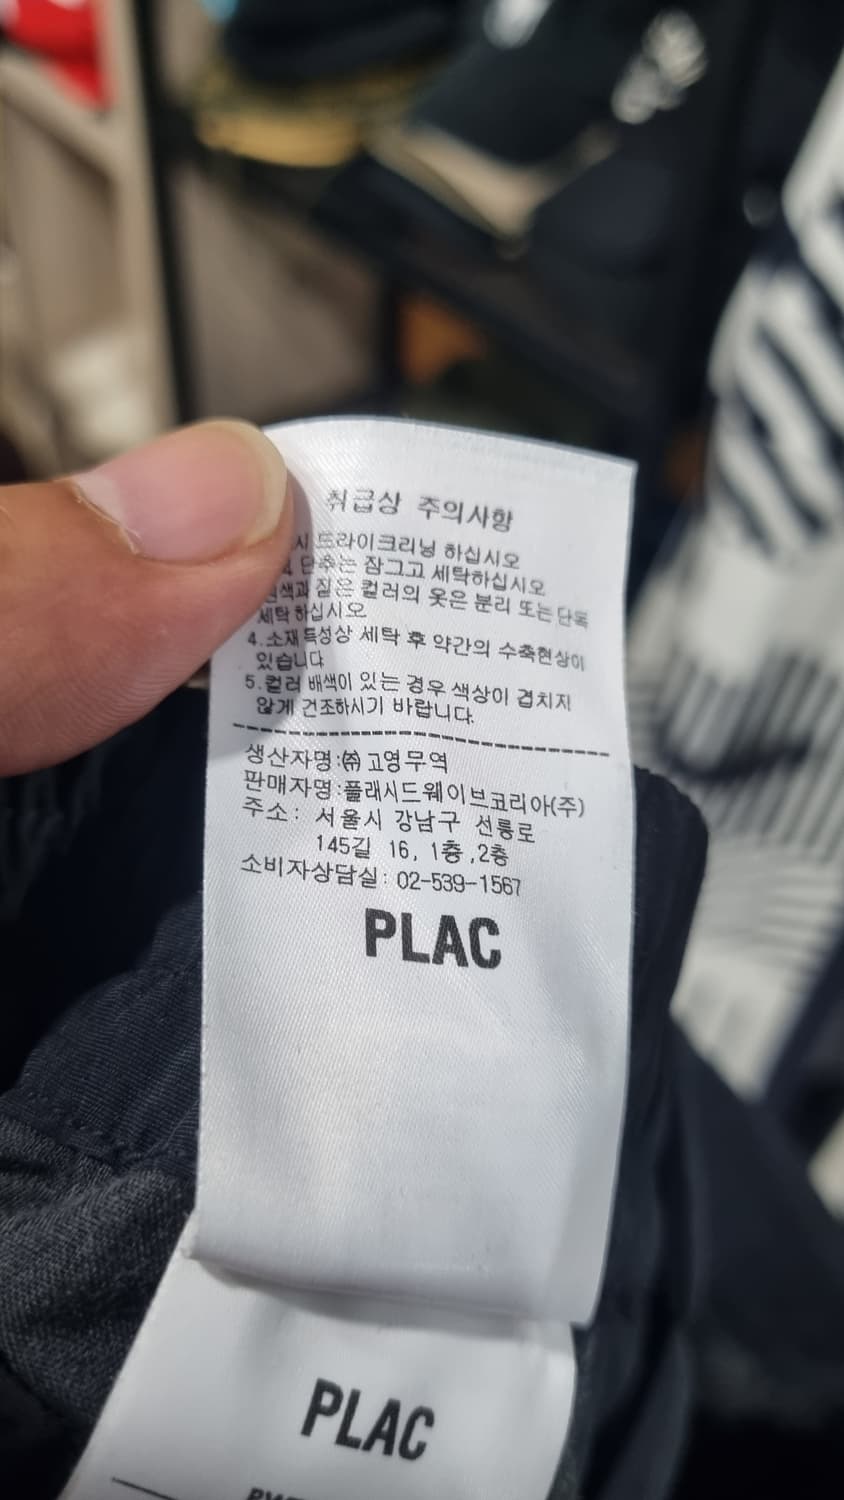 취급상 주의사항
시 드라이크리닝 하십시오
단추는 잠그고 세탁하십시오
짙은 컬러의 옷은 분리 또는 단독
세탁 하십시오
4.소재 특성상 세탁 후 약간의 수축현상이
있습니다
5.컬러 배색이 있는 경우 색상이 겹치지
않게 건조하시기 바랍니다.
생산자명:㈜ 고영무역
판매자명:플래시드웨이브코리아(주)
주소: 서울시 강남구 선릉로
145길 16, 1층,2층
소비자상담실: 02-539-1567
PLAC
PLAC